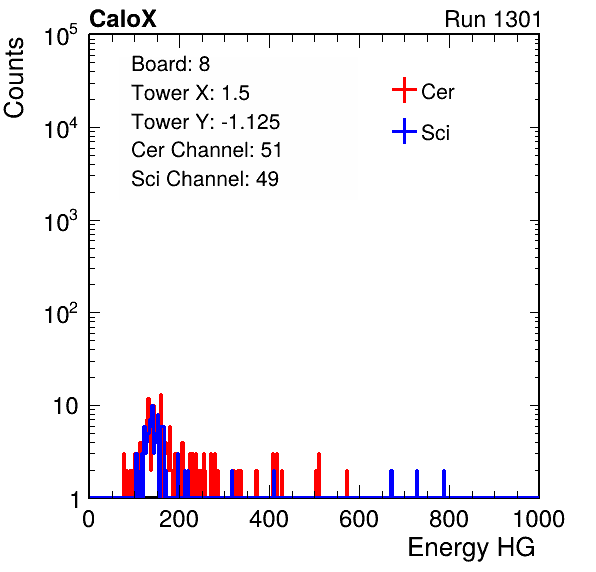 CaloX Run 1301
Counts
10^5
10^4
10^3
10^2
10
1
Board: 8
Tower X: 1.5
Tower Y: -1.125
Cer Channel: 51
Sci Channel: 49
Cer
Sci
0 200 400 600 800 1000
Energy HG